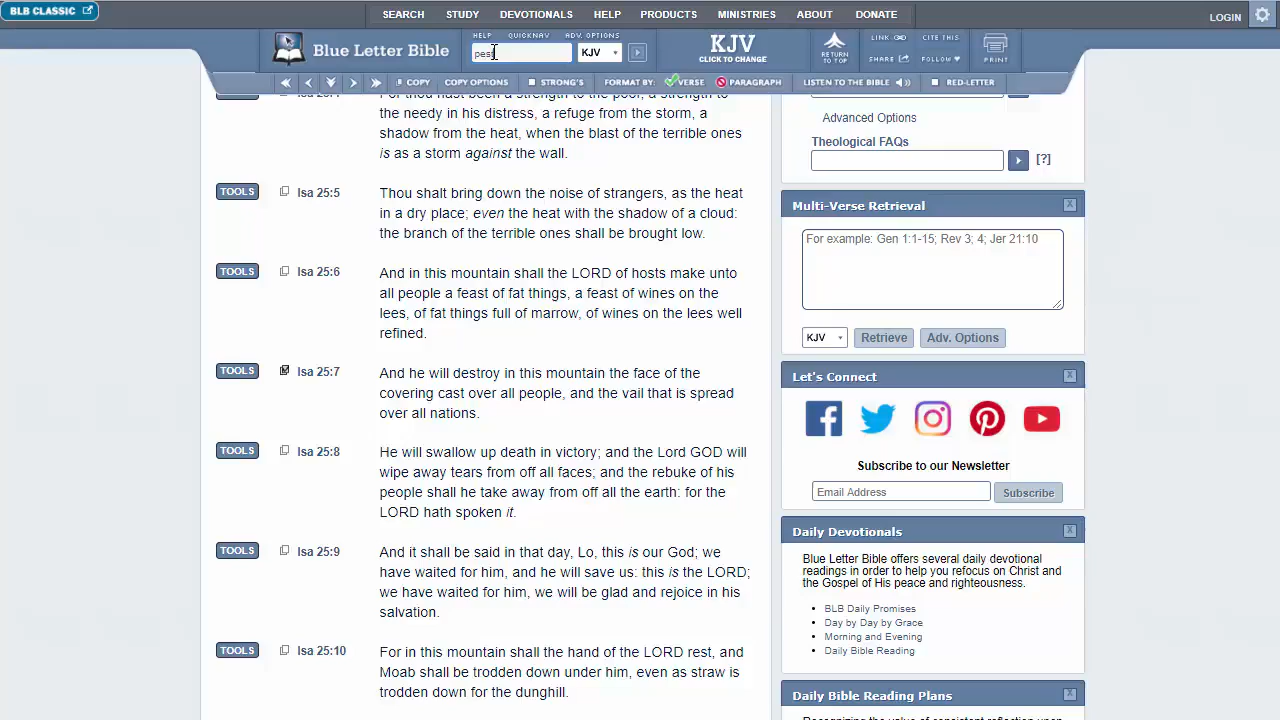 BLB CLASSIC
SEARCH STUDY DEVOTIONALS HELP PRODUCTS MINISTRIES ABOUT DONATE
LOGIN
Blue Letter Bible
HELP QUICKNAV ADV. OPTIONS
KJV
KJV
CLICK TO CHANGE
RETURN
TO TOP
LINK
CITE THIS
SHARE
FOLLOW
PRINT
COPY COPY OPTIONS STRONG'S FORMAT BY: VERSE PARAGRAPH LISTEN TO THE BIBLE RED-LETTER
the needy in his distress, a refuge from the storm, a
shadow from the heat, when the blast of the terrible ones
is as a storm against the wall.
TOOLS Isa 25:5
Thou shalt bring down the noise of strangers, as the heat
in a dry place; even the heat with the shadow of a cloud:
the branch of the terrible ones shall be brought low.
TOOLS Isa 25:6
And in this mountain shall the LORD of hosts make unto
all people a feast of fat things, a feast of wines on the
lees, of fat things full of marrow, of wines on the lees well
refined.
TOOLS Isa 25:7
And he will destroy in this mountain the face of the
covering cast over all people, and the vail that is spread
over all nations.
TOOLS Isa 25:8
He will swallow up death in victory; and the Lord GOD will
wipe away tears from off all faces; and the rebuke of his
people shall he take away from off all the earth: for the
LORD hath spoken it.
TOOLS Isa 25:9
And it shall be said in that day, Lo, this is our God; we
have waited for him, and he will save us: this is the LORD;
we have waited for him, we will be glad and rejoice in his
salvation.
TOOLS Isa 25:10
For in this mountain shall the hand of the LORD rest, and
Moab shall be trodden down under him, even as straw is
trodden down for the dunghill.
Advanced Options
Theological FAQs
[?]
Multi-Verse Retrieval
For example: Gen 1:1-15; Rev 3; 4; Jer 21:10
KJV Retrieve Adv. Options
Let's Connect
Subscribe to our Newsletter
Email Address Subscribe
Daily Devotionals
Blue Letter Bible offers several daily devotional
readings in order to help you refocus on Christ and
the Gospel of His peace and righteousness.
BLB Daily Promises
Day by Day by Grace
Morning and Evening
Daily Bible Reading
Daily Bible Reading Plans